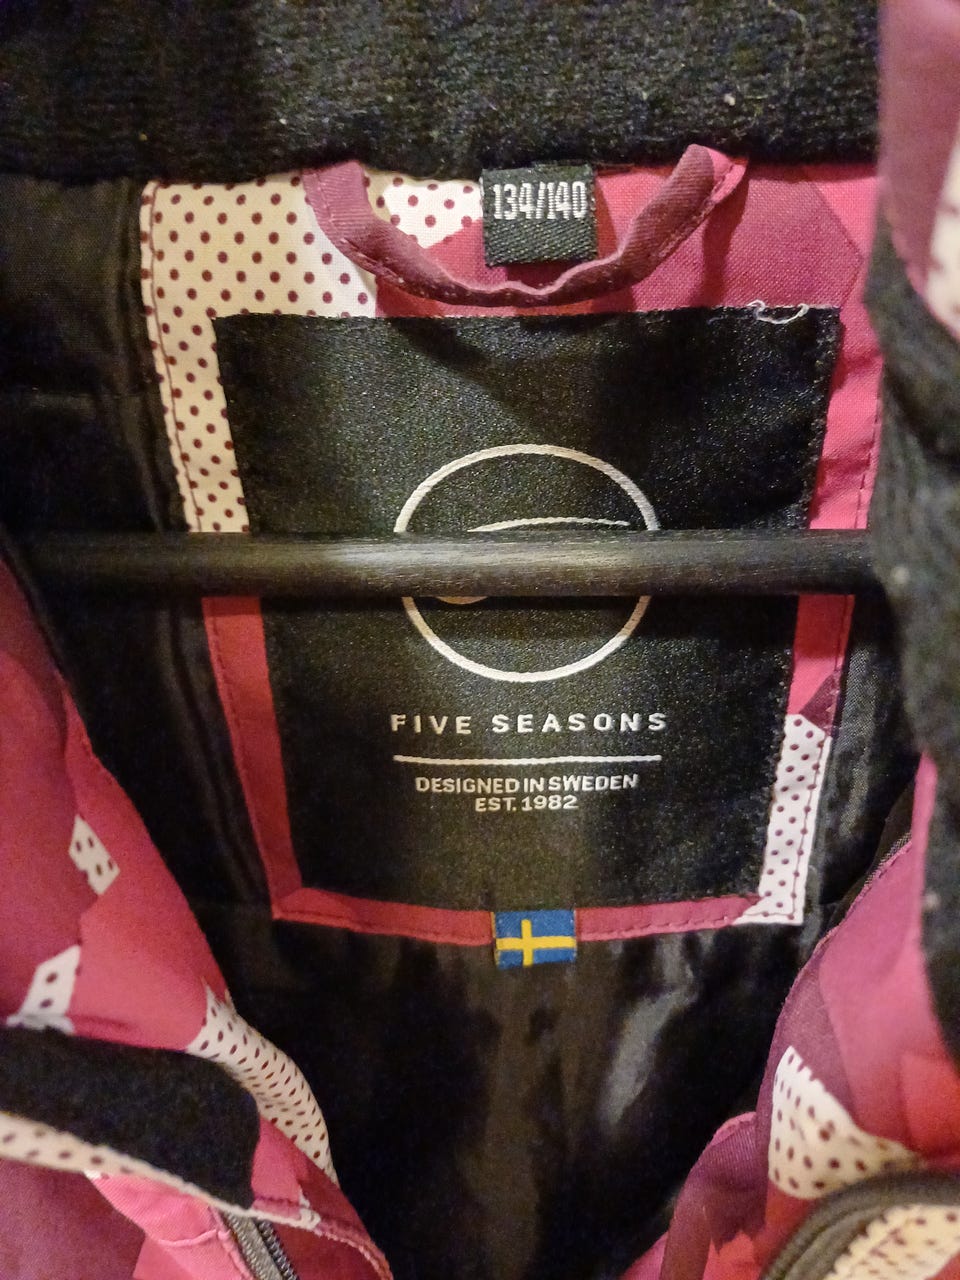 134/140
FIVE SEASONS
DESIGNED IN SWEDEN
EST. 1982